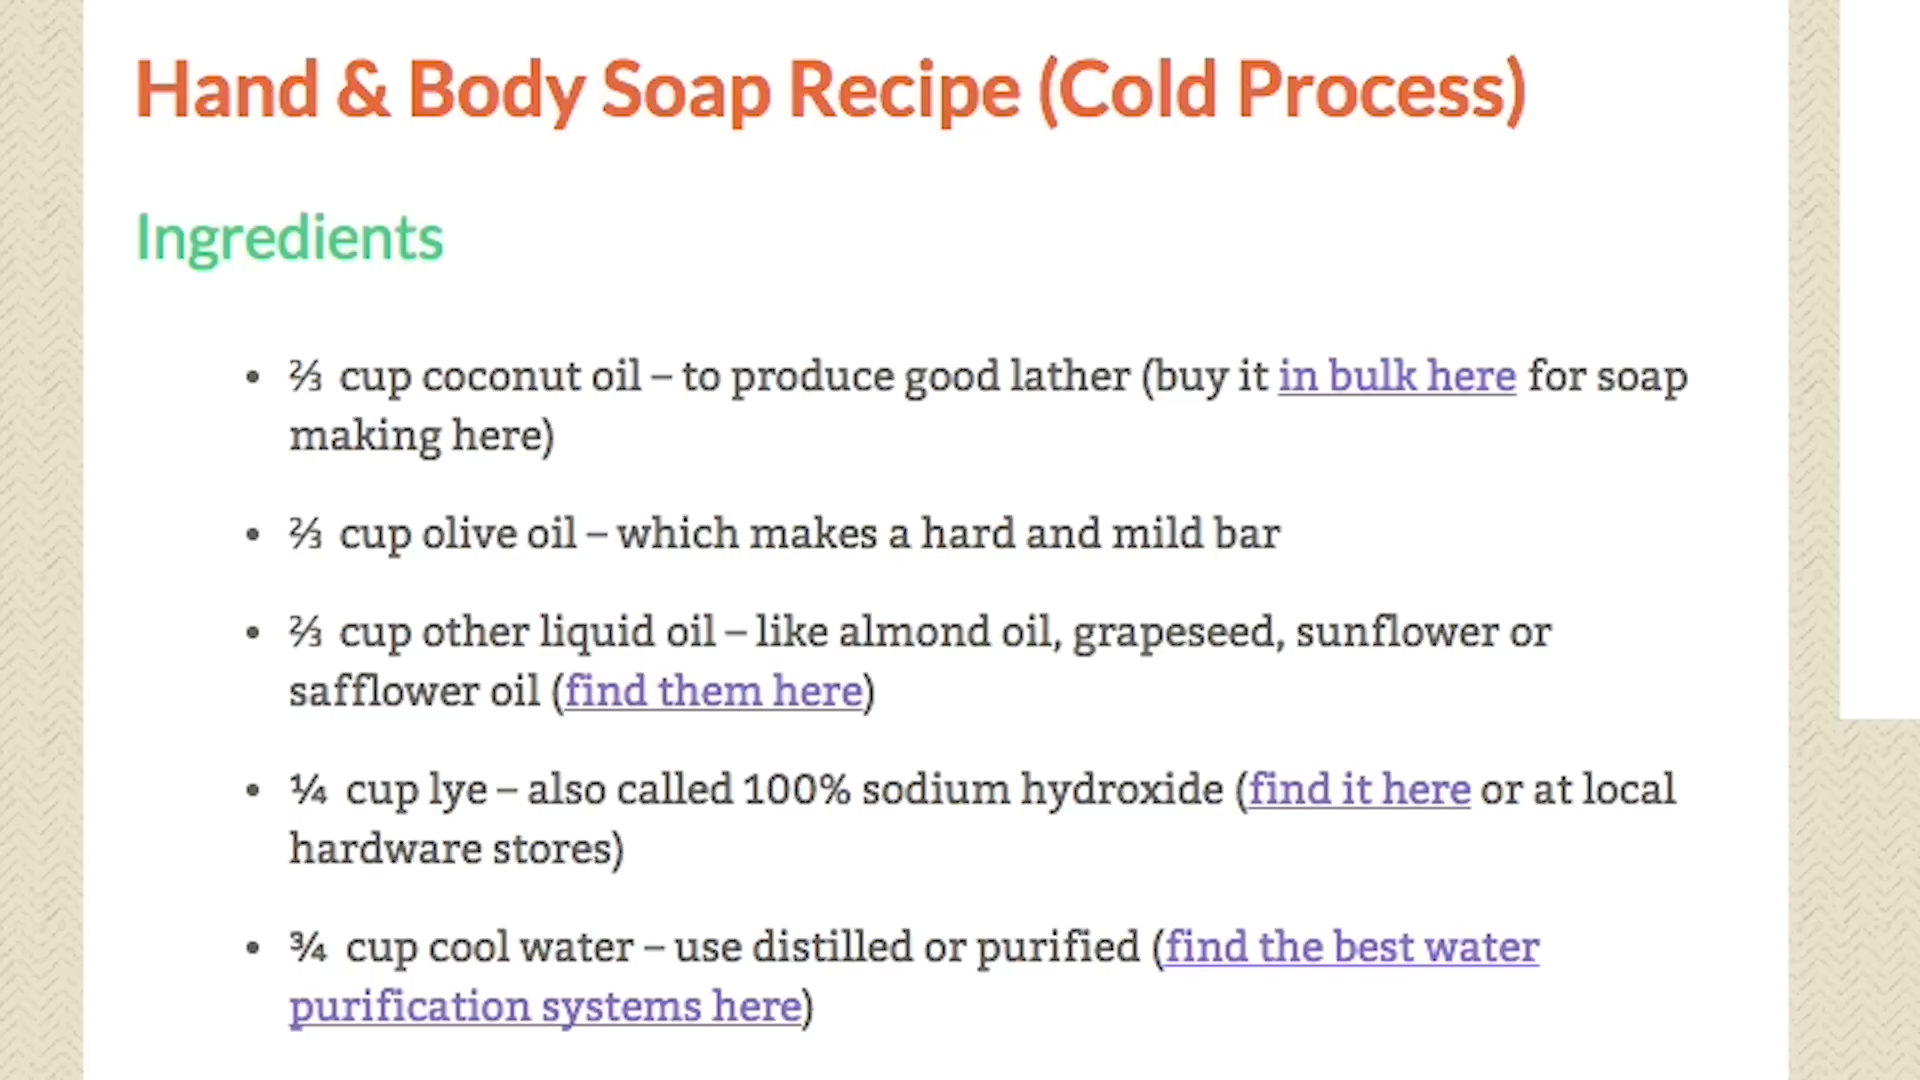 Hand & Body Soap Recipe (Cold Process)
Ingredients
• ⅔ cup coconut oil – to produce good lather (buy it in bulk here for soap
making here)
• ⅔ cup olive oil – which makes a hard and mild bar
• ⅔ cup other liquid oil – like almond oil, grapeseed, sunflower or
safflower oil (find them here)
• ¼ cup lye – also called 100% sodium hydroxide (find it here or at local
hardware stores)
• ¾ cup cool water – use distilled or purified (find the best water
purification systems here)